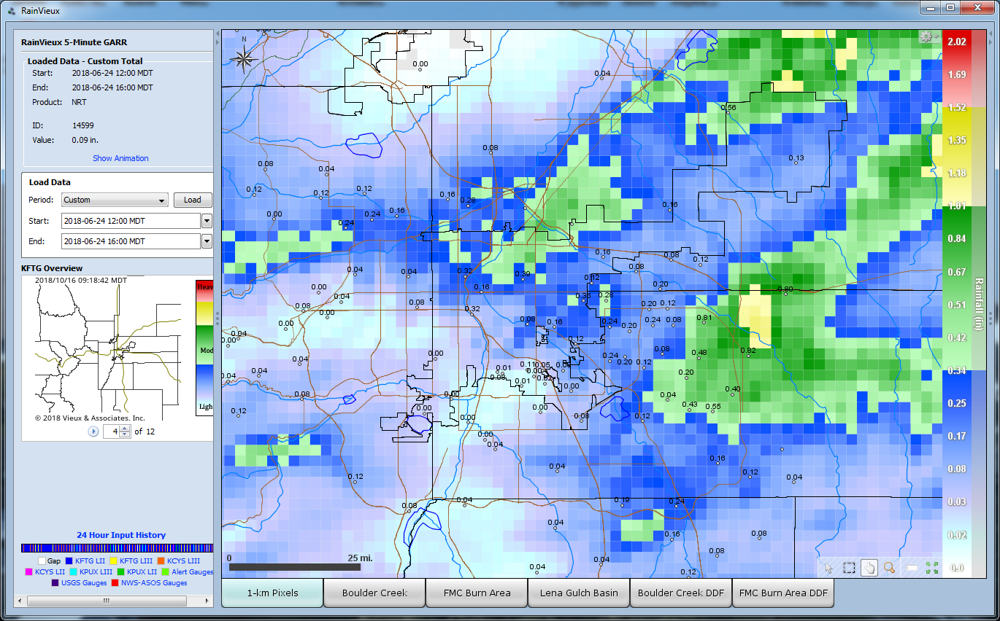 RainVieux
RainVieux 5-Minute GARR
Loaded Data - Custom Total
Start: 2018-06-24 12:00 MDT
End: 2018-06-24 16:00 MDT
Product: NRT
ID: 14599
Value: 0.09 in.
Show Animation
Load Data
Period: Custom Load
Start: 2018-06-24 12:00 MDT
End: 2018-06-24 16:00 MDT
KFTG Overview
2018/10/16 09:18:42 MDT
Heav
Mod
Ligh
© 2018 Vieux & Associates, Inc.
4 of 12
24 Hour Input History
Gap KFTG LII KFTG LIII KCYS LIII
KCYS LII KPUX LIII KPUX LII Alert Gauges
USGS Gauges NWS-ASOS Gauges
N
0.00
0.04
0.56
0.08
0.13
0.08
0.04
0.12 0.12 0.12
0.16 0.28
0.00 0.24 0.24 0.16
0.16
0.16
0.08 0.12
0.08
0.04 0.04 0.32 0.39 0.12
0.20
0.00 0.16 0.80
0.08 0.04 0.08 0.36 0.28
0.20 0.12
0.00 0.00 0.32
0.08 0.16 0.24 0.20 0.24 0.08 0.81
0.04 0.00 0.12
0.04 0.00 0.24 0.20 0.12 0.08 0.48 0.82
0.04 0.04 0.01 0.11 0.05 0.20
0.08 0.01 0.00
0.08 0.00 0.04 0.40
0.12 0.00 0.00 0.00 0.08 0.12 0.43 0.55
0.00 0.04
0.04 0.16
0.12 0.12 0.04
0.08 0.04 0.19 0.24
0.04 0.16 0.08
0.08
0.04 0.04 0.12
0 25 mi.
2.02
1.69
1.52
1.35
1.18
1.01
0.84
0.67
0.51
0.42
0.34
0.25
0.17
0.08
0.03
0.02
0.0
Rainfall (in)
1-km Pixels Boulder Creek FMC Burn Area Lena Gulch Basin Boulder Creek DDF FMC Burn Area DDF